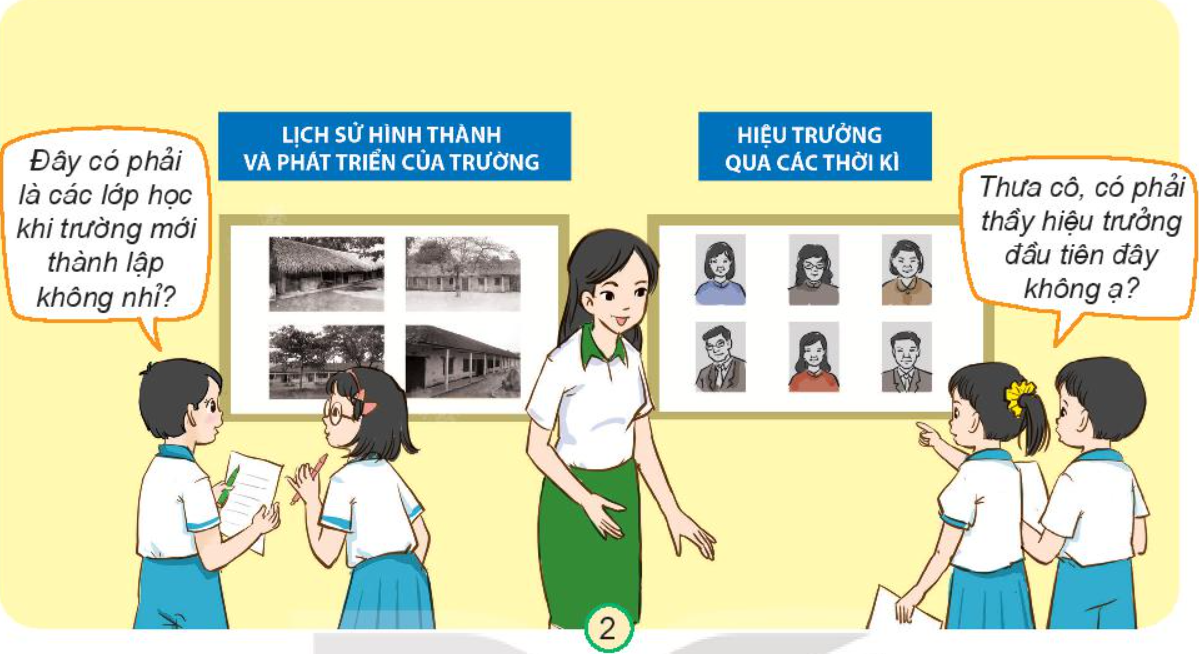 LỊCH SỬ HÌNH THÀNH
VÀ PHÁT TRIỂN CỦA TRƯỜNG
HIỆU TRƯỞNG
QUA CÁC THỜI KÌ
Đây có phải
là các lớp học
khi trường mới
thành lập
không nhỉ?
Thưa cô, có phải
thầy hiệu trưởng
đầu tiên đây
không ạ?
2